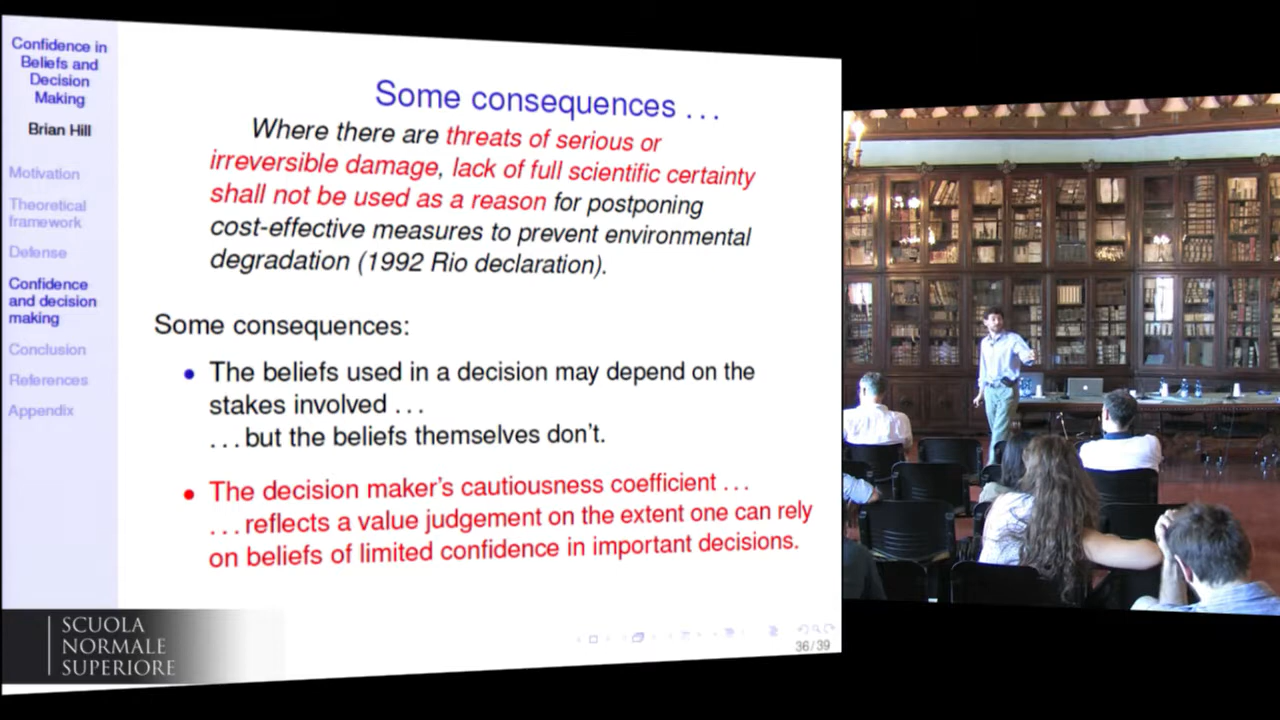 Confidence in
Beliefs and
Decision
Making
Brian Hill
Motivation
Theoretical
framework
Defense
Confidence
and decision
making
Conclusion
References
Appendix
Some consequences ...
Where there are threats of serious or
irreversible damage, lack of full scientific certainty
shall not be used as a reason for postponing
cost-effective measures to prevent environmental
degradation (1992 Rio declaration).
Some consequences:
• The beliefs used in a decision may depend on the
stakes involved ...
... but the beliefs themselves don't.
• The decision maker's cautiousness coefficient ...
... reflects a value judgement on the extent one can rely
on beliefs of limited confidence in important decisions.
36/39
SCUOLA
NORMALE
SUPERIORE